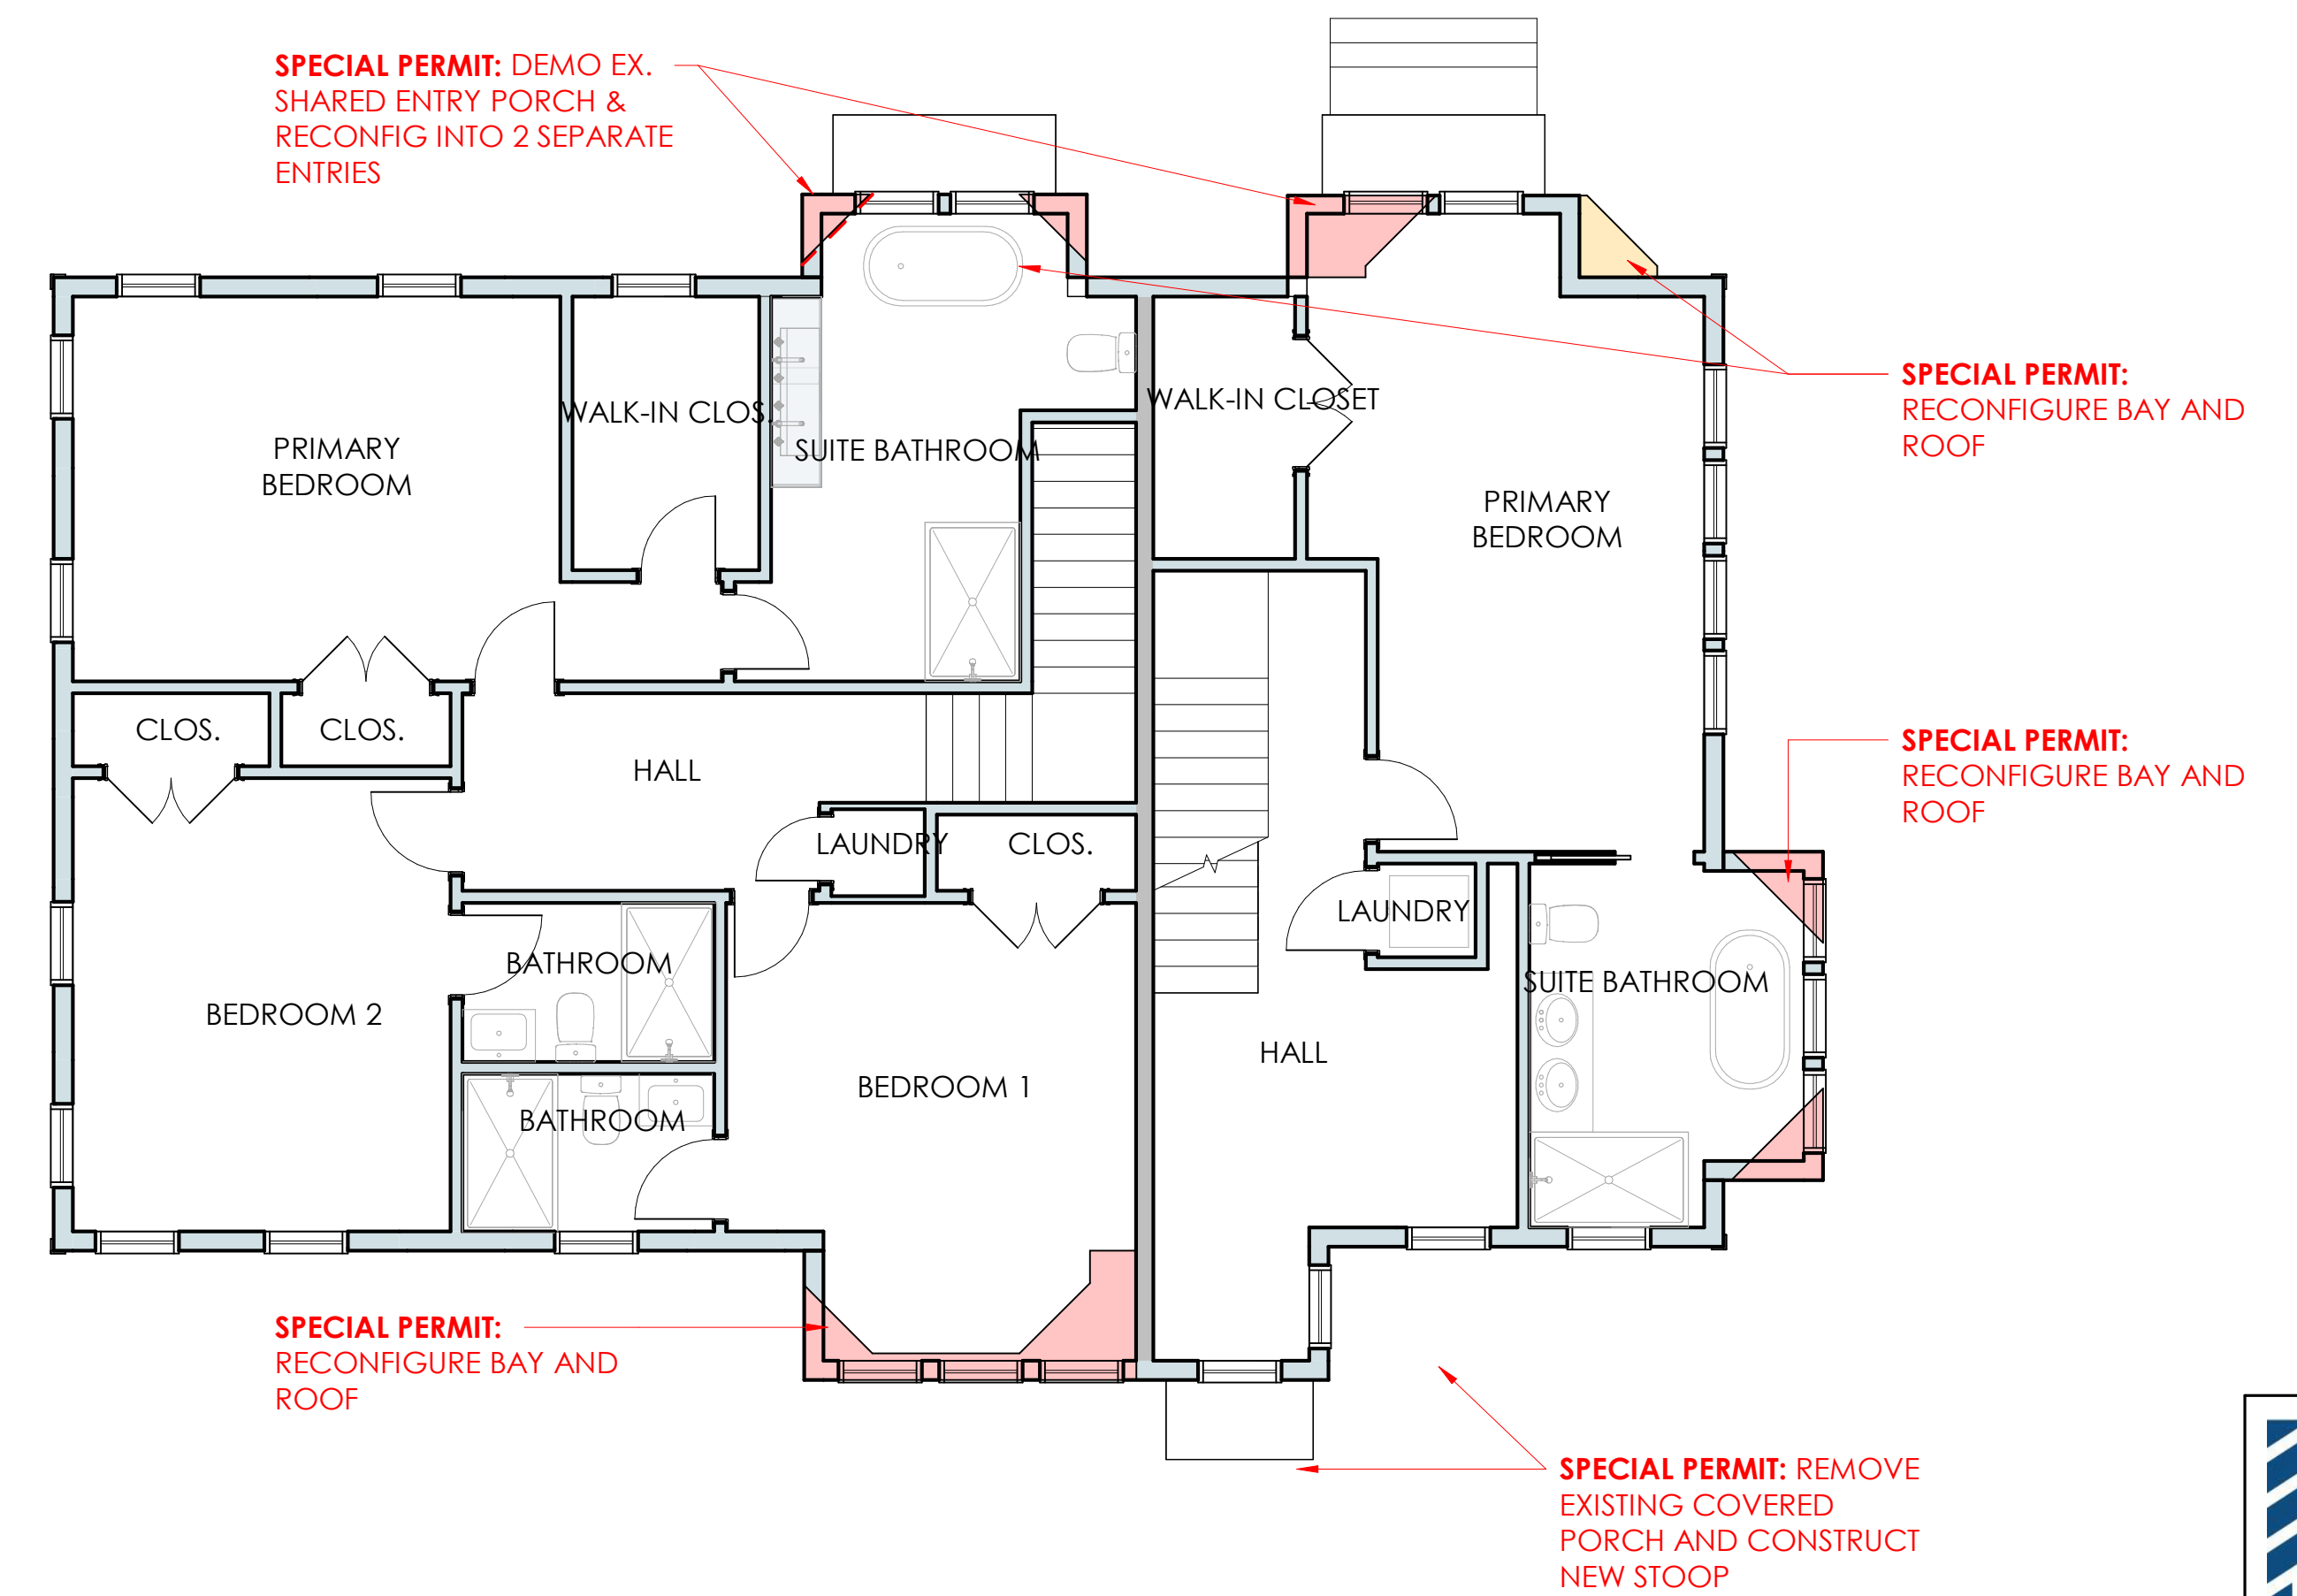 SPECIAL PERMIT: DEMO EX.
SHARED ENTRY PORCH &
RECONFIG INTO 2 SEPARATE
ENTRIES
WALK-IN CLOS.
WALK-IN CLOSET
SPECIAL PERMIT:
RECONFIGURE BAY AND
ROOF
PRIMARY
BEDROOM
SUITE BATHROOM
PRIMARY
BEDROOM
CLOS.
CLOS.
HALL
SPECIAL PERMIT:
RECONFIGURE BAY AND
ROOF
LAUNDRY
CLOS.
LAUNDRY
BATHROOM
SUITE BATHROOM
BEDROOM 2
HALL
BEDROOM 1
BATHROOM
SPECIAL PERMIT:
RECONFIGURE BAY AND
ROOF
SPECIAL PERMIT: REMOVE
EXISTING COVERED
PORCH AND CONSTRUCT
NEW STOOP